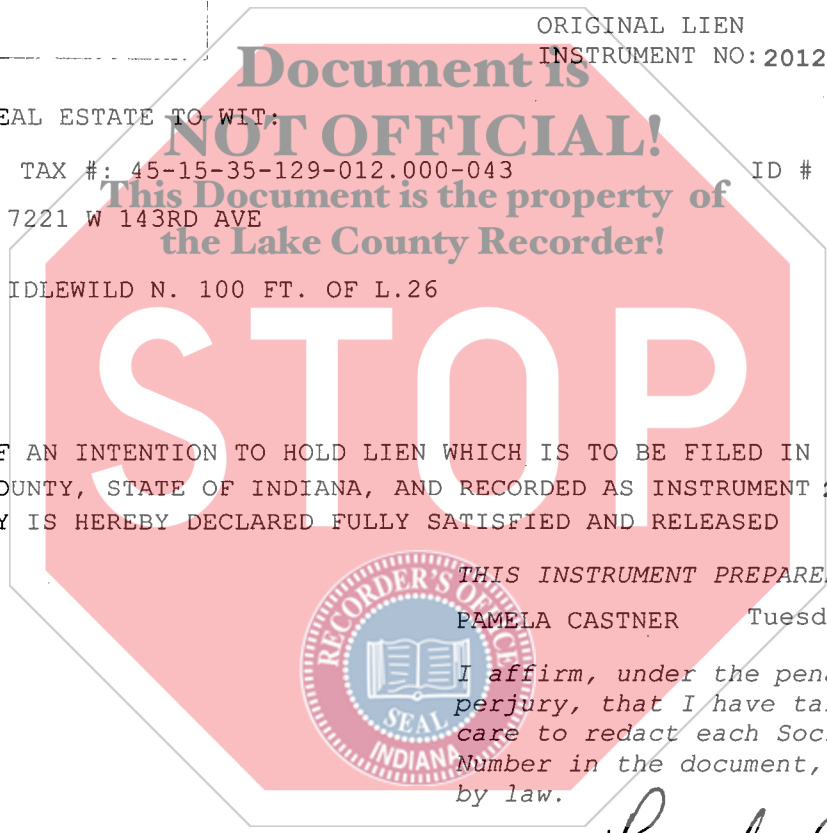 ORIGINAL LIEN
Document is
INSTRUMENT NO: 2012
EAL ESTATE TO WIT:
NOT OFFICIAL!
TAX #: 45-15-35-129-012.000-043 ID #
This Document is the property of
7221 W 143RD AVE
the Lake County Recorder!
IDLEWILD N. 100 FT. OF L.26
STOP
F AN INTENTION TO HOLD LIEN WHICH IS TO BE FILED IN
OUNTY, STATE OF INDIANA, AND RECORDED AS INSTRUMENT
Y IS HEREBY DECLARED FULLY SATISFIED AND RELEASED
THIS INSTRUMENT PREPARE
PAMELA CASTNER Tuesd
I affirm, under the pena
perjury, that I have ta
care to redact each Soci
Number in the document,
by law.
RECORDER'S OFFICE
SEAL
INDIANA